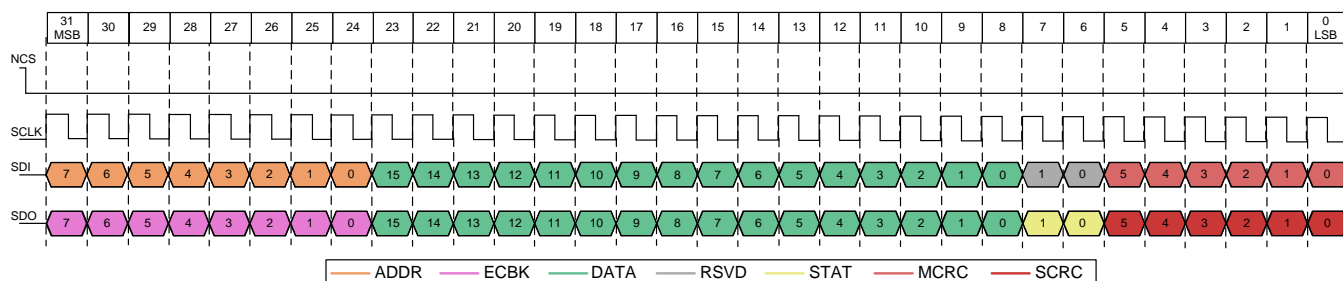 31 MSB 30 29 28 27 26 25 24 23 22 21 20 19 18 17 16 15 14 13 12 11 10 9 8 7 6 5 4 3 2 1 0 LSB
NCS
SCLK
SDI 7 6 5 4 3 2 1 0 15 14 13 12 11 10 9 8 7 6 5 4 3 2 1 0 1 0 5 4 3 2 1 0
SDO 7 6 5 4 3 2 1 0 15 14 13 12 11 10 9 8 7 6 5 4 3 2 1 0 1 0 5 4 3 2 1 0
ADDR ECBK DATA RSVD STAT MCRC SCRC